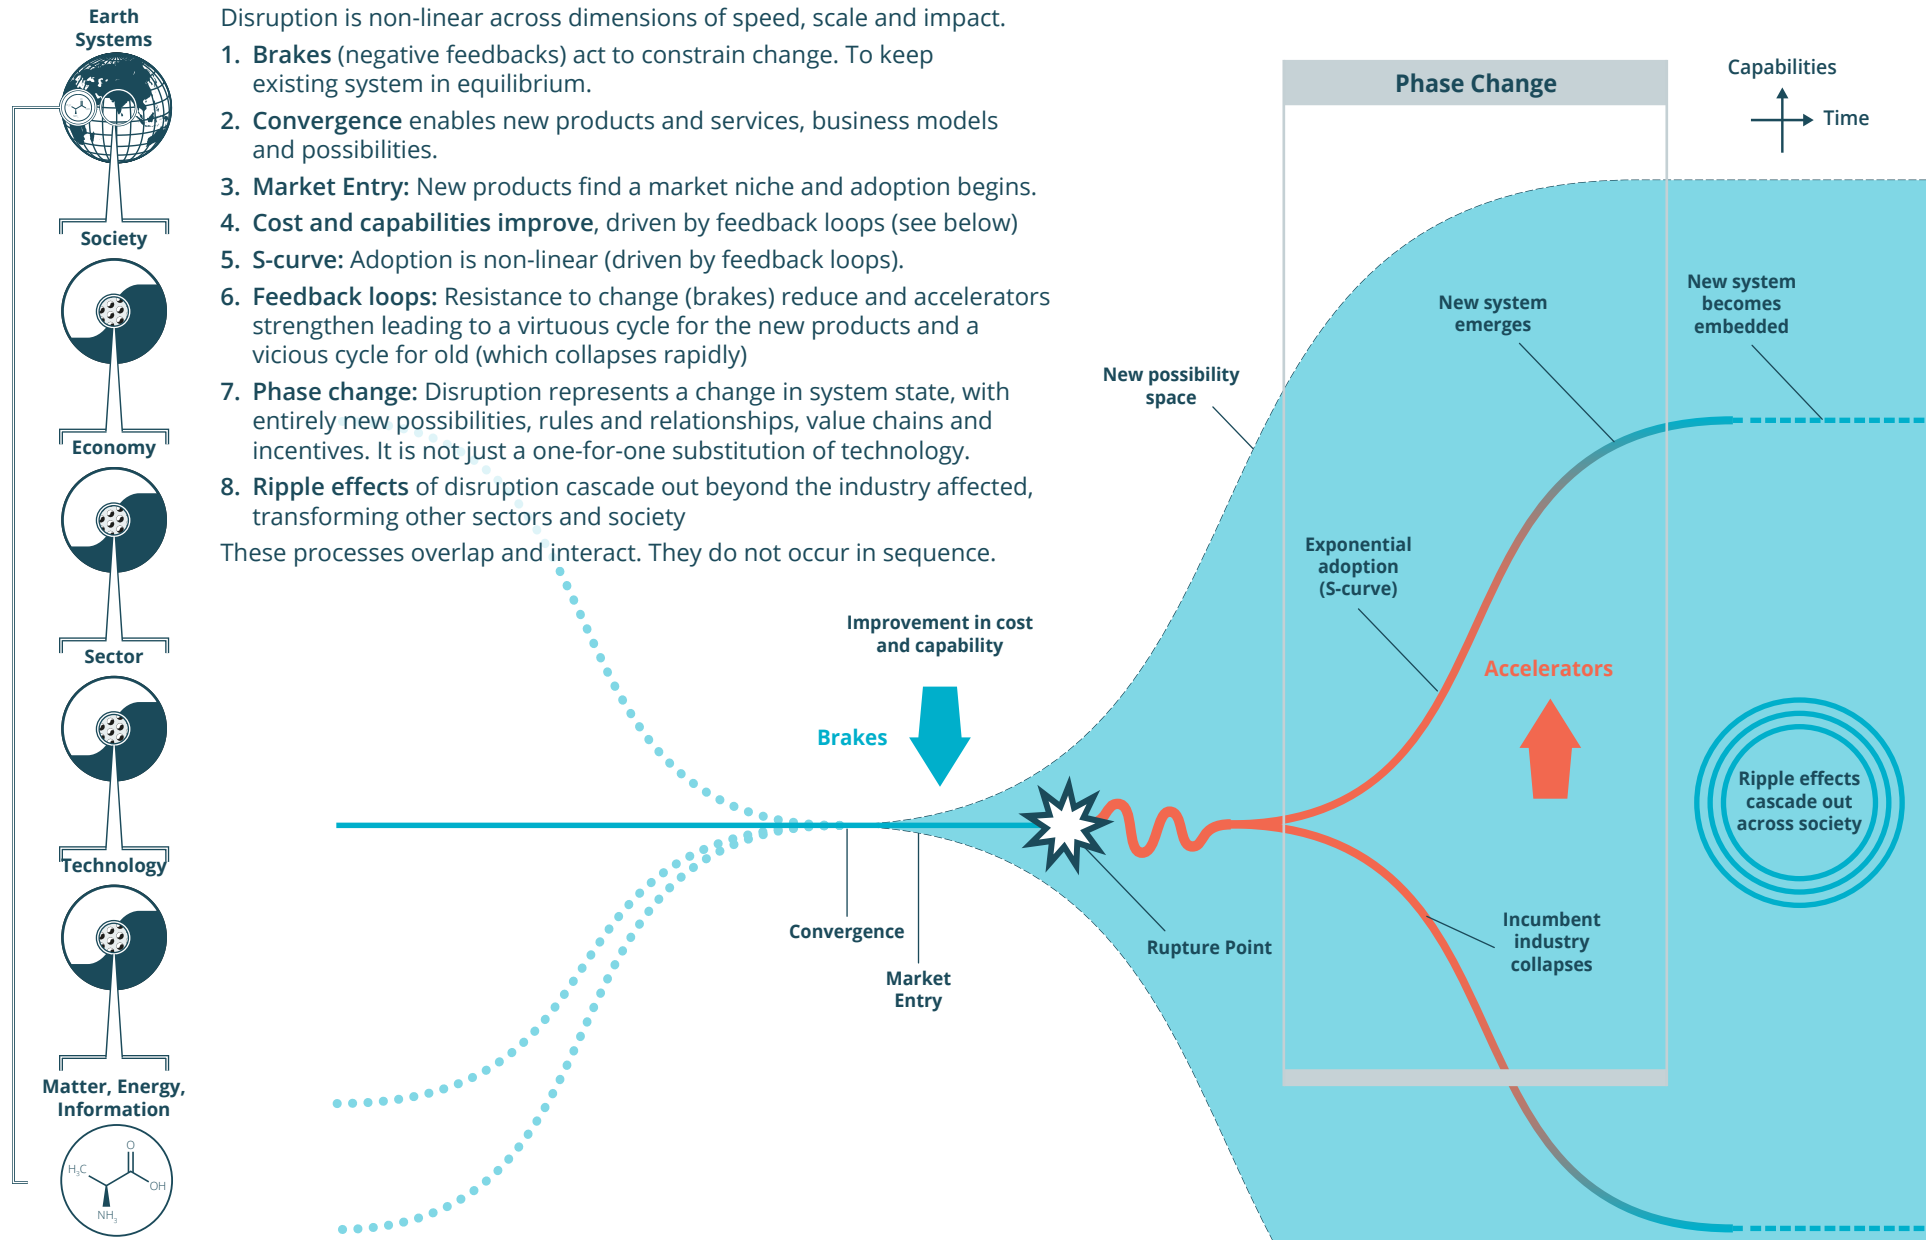 Earth
Systems
Society
Economy
Sector
Technology
Matter, Energy,
Information
H3C
O
OH
NH3
Disruption is non-linear across dimensions of speed, scale and impact.
1. Brakes (negative feedbacks) act to constrain change. To keep
existing system in equilibrium.
2. Convergence enables new products and services, business models
and possibilities.
3. Market Entry: New products find a market niche and adoption begins.
4. Cost and capabilities improve, driven by feedback loops (see below)
5. S-curve: Adoption is non-linear (driven by feedback loops).
6. Feedback loops: Resistance to change (brakes) reduce and accelerators
strengthen leading to a virtuous cycle for the new products and a
vicious cycle for old (which collapses rapidly)
7. Phase change: Disruption represents a change in system state, with
entirely new possibilities, rules and relationships, value chains and
incentives. It is not just a one-for-one substitution of technology.
8. Ripple effects of disruption cascade out beyond the industry affected,
transforming other sectors and society
These processes overlap and interact. They do not occur in sequence.
Improvement in cost
and capability
Brakes
Convergence
Market
Entry
New possibility
space
Rupture Point
Phase Change
New system
emerges
Exponential
adoption
(S-curve)
Accelerators
Incumbent
industry
collapses
Capabilities
Time
New system
becomes
embedded
Ripple effects
cascade out
across society